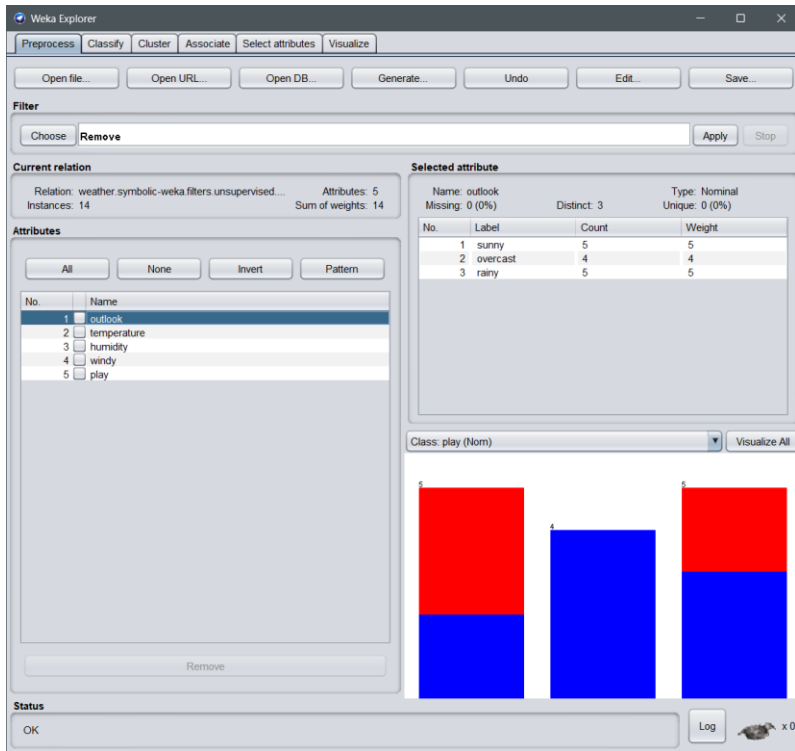 Weka Explorer
Preprocess Classify Cluster Associate Select attributes Visualize
Open file... Open URL... Open DB... Generate... Undo Edit... Save...
Filter
Choose Remove Apply Stop
Current relation
Relation: weather.symbolic-weka.filters.unsupervised.... Attributes: 5
Instances: 14 Sum of weights: 14
Attributes
All None Invert Pattern
No. Name
1 outlook
2 temperature
3 humidity
4 windy
5 play
Remove
Selected attribute
Name: outlook Type: Nominal
Missing: 0 (0%) Distinct: 3 Unique: 0 (0%)
No. Label Count Weight
1 sunny 5 5
2 overcast 4 4
3 rainy 5 5
Class: play (Nom) Visualize All
5 4 5
Status
OK Log x 0